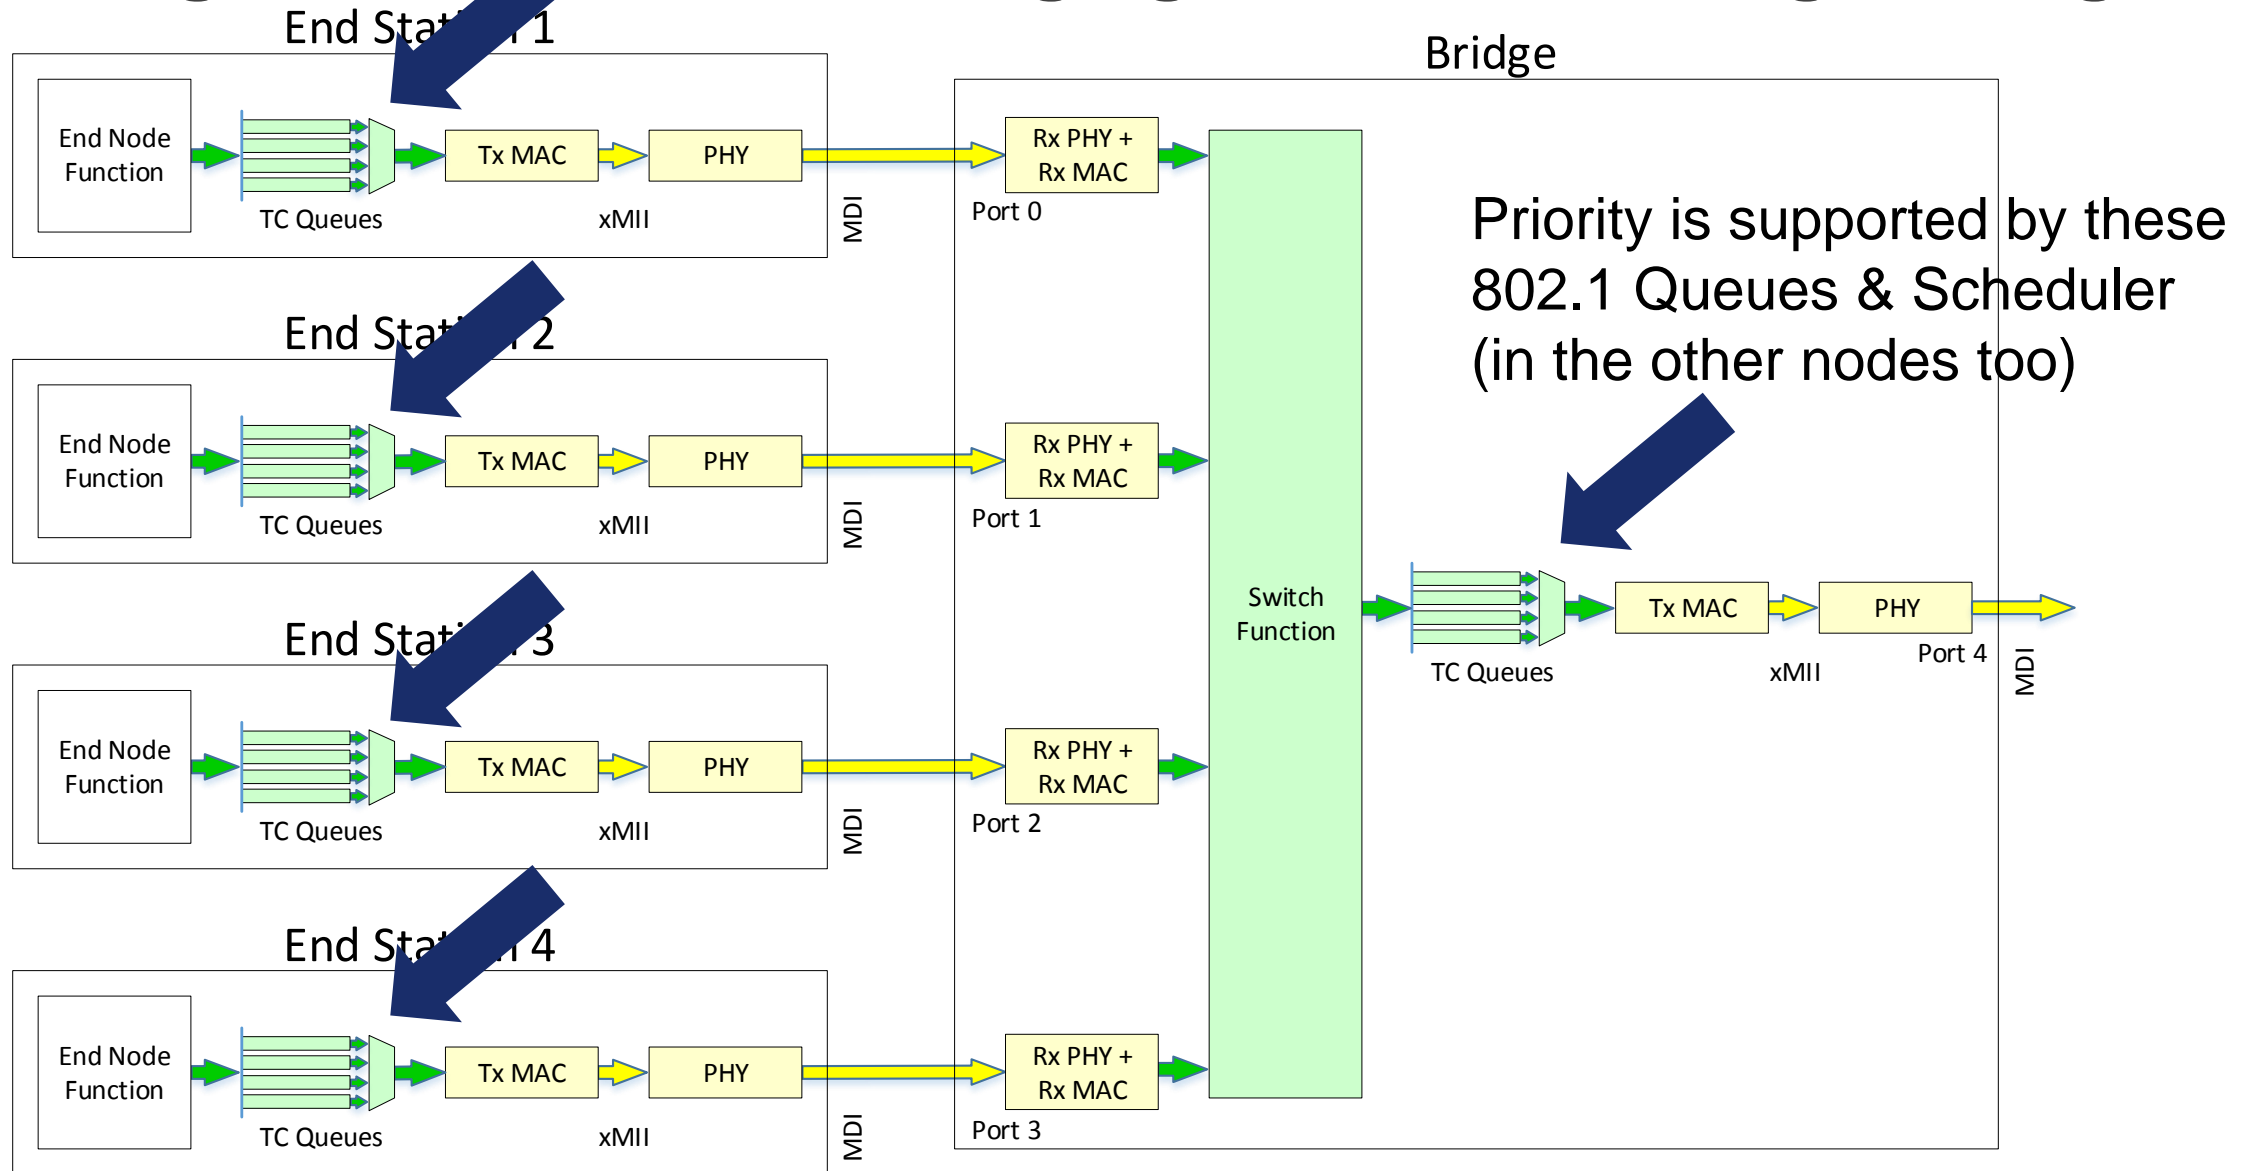 End Station 1
Bridge
End Node
Function
TC Queues
Tx MAC
xMII
PHY
MDI
Rx PHY +
Rx MAC
Port 0
Priority is supported by these
802.1 Queues & Scheduler
(in the other nodes too)
End Station 2
End Node
Function
TC Queues
Tx MAC
xMII
PHY
MDI
Rx PHY +
Rx MAC
Port 1
Switch
Function
TC Queues
Tx MAC
xMII
PHY
Port 4
MDI
End Station 3
End Node
Function
TC Queues
Tx MAC
xMII
PHY
MDI
Rx PHY +
Rx MAC
Port 2
End Station 4
End Node
Function
TC Queues
Tx MAC
xMII
PHY
MDI
Rx PHY +
Rx MAC
Port 3